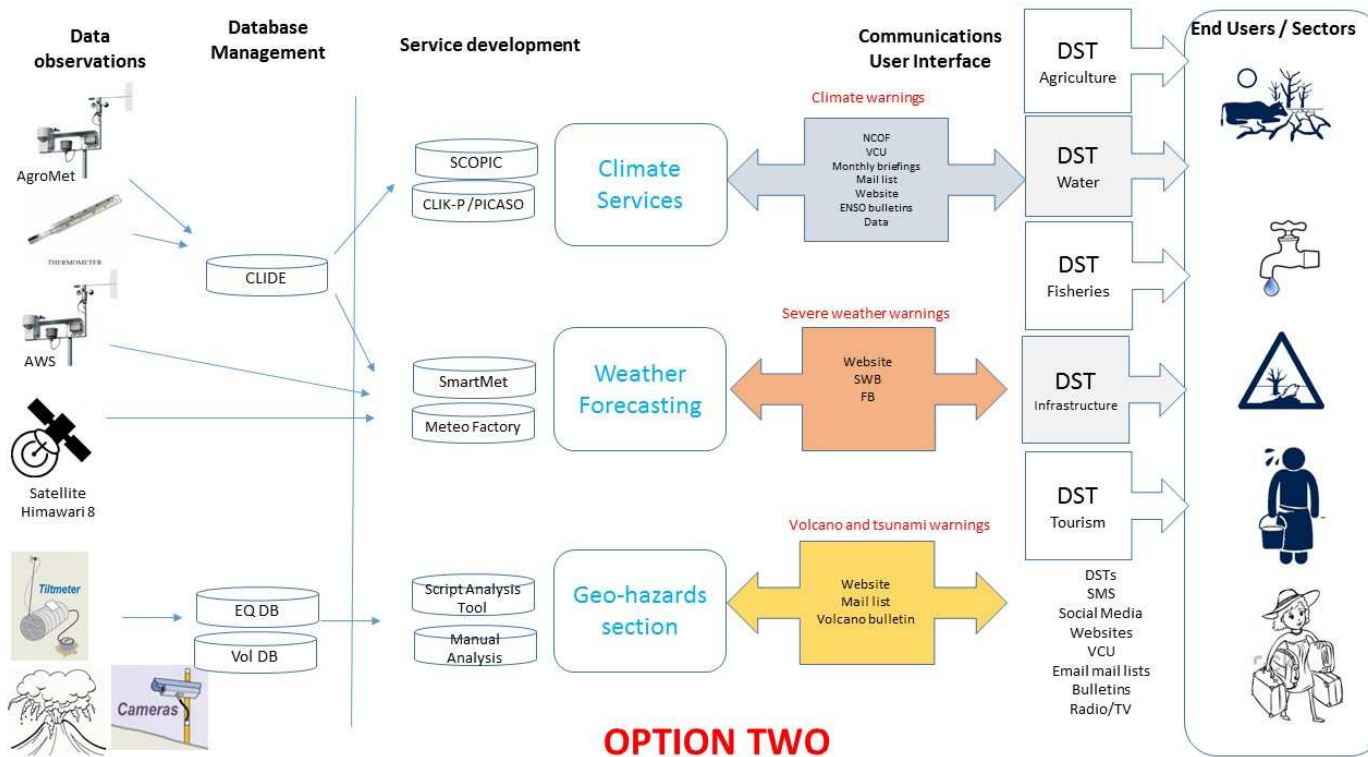 Data
observations
Database
Management
Service development
Communications
User Interface
End Users / Sectors
AgroMet
THERMOMETER
AWS
Satellite
Himawari 8
Tiltmeter
Cameras
CLIDE
EQ DB
Vol DB
SCOPIC
CLIK-P /PICASO
SmartMet
Meteo Factory
Script Analysis
Tool
Manual
Analysis
Climate
Services
Weather
Forecasting
Geo-hazards
section
Climate warnings
NCOF
VCU
Monthly briefings
Mail list
Website
ENSO bulletins
Data
Severe weather warnings
Website
SWB
FB
Volcano and tsunami warnings
Website
Mail list
Volcano bulletin
DST
Agriculture
DST
Water
DST
Fisheries
DST
Infrastructure
DST
Tourism
DSTs
SMS
Social Media
Websites
VCU
Email mail lists
Bulletins
Radio/TV
OPTION TWO